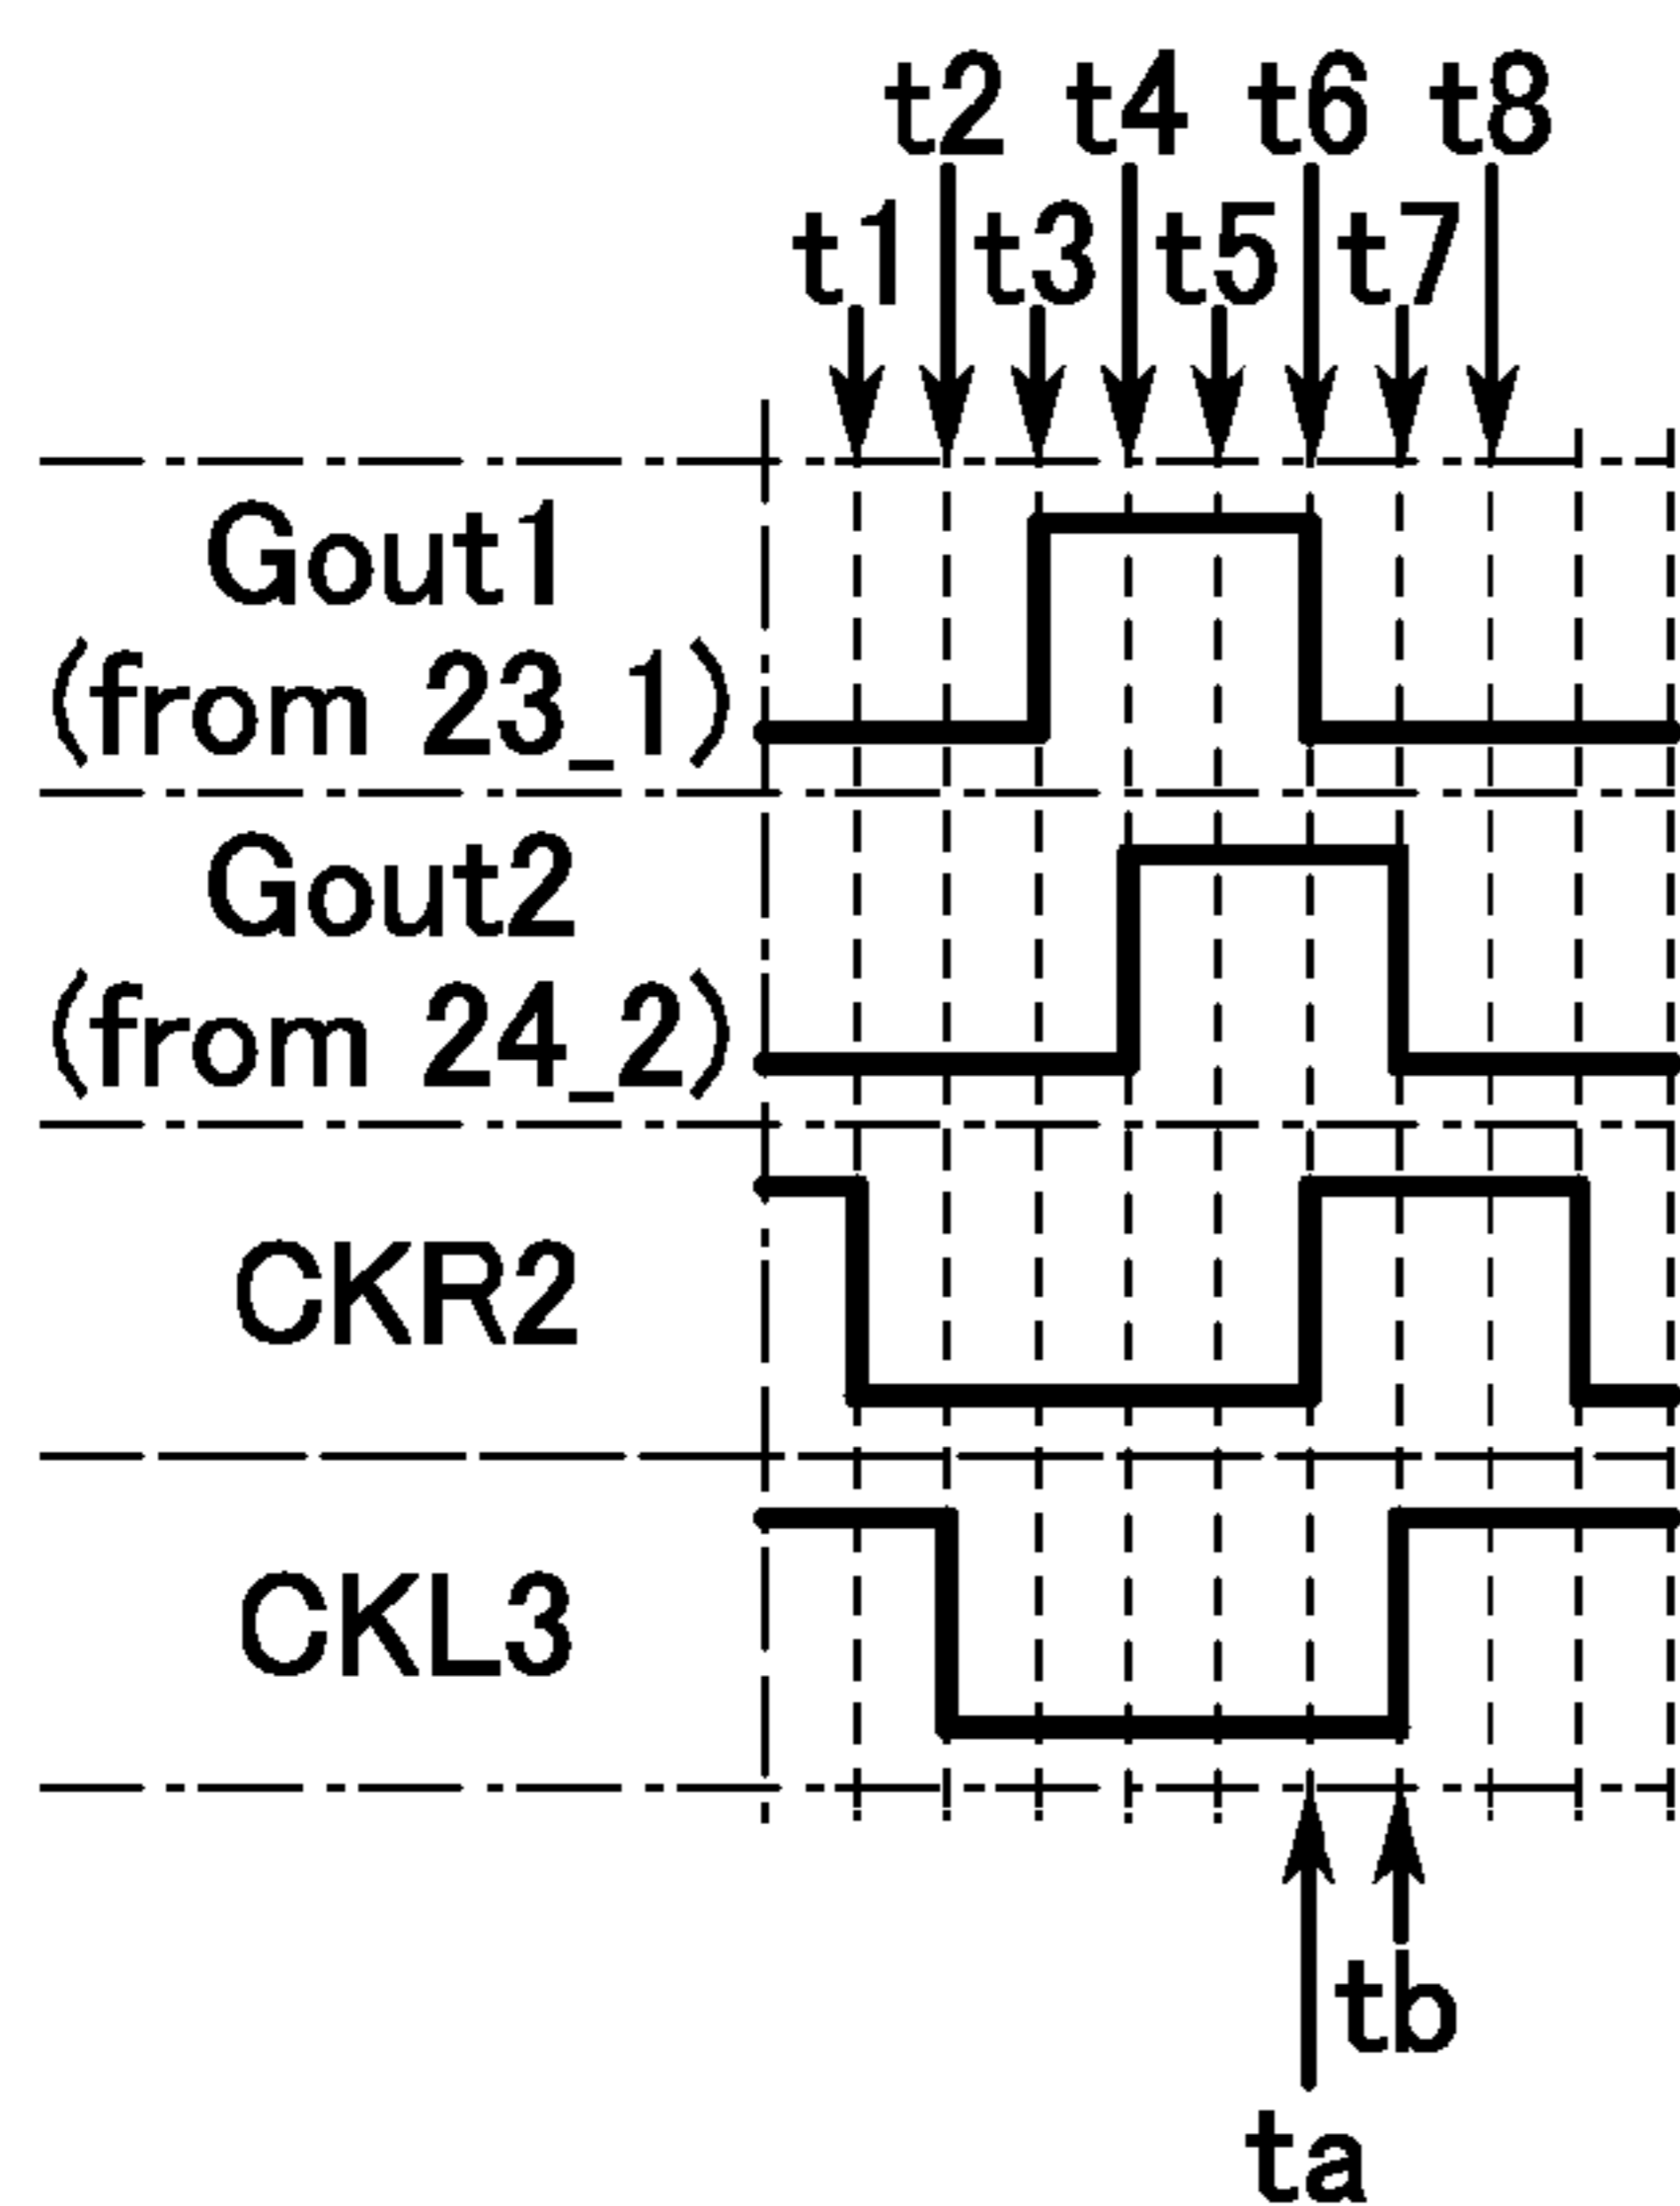 t2 t4 t6 t8
t1 t3 t5 t7
Gout1
(from 23_1)
Gout2
(from 24_2)
CKR2
CKL3
tb
ta